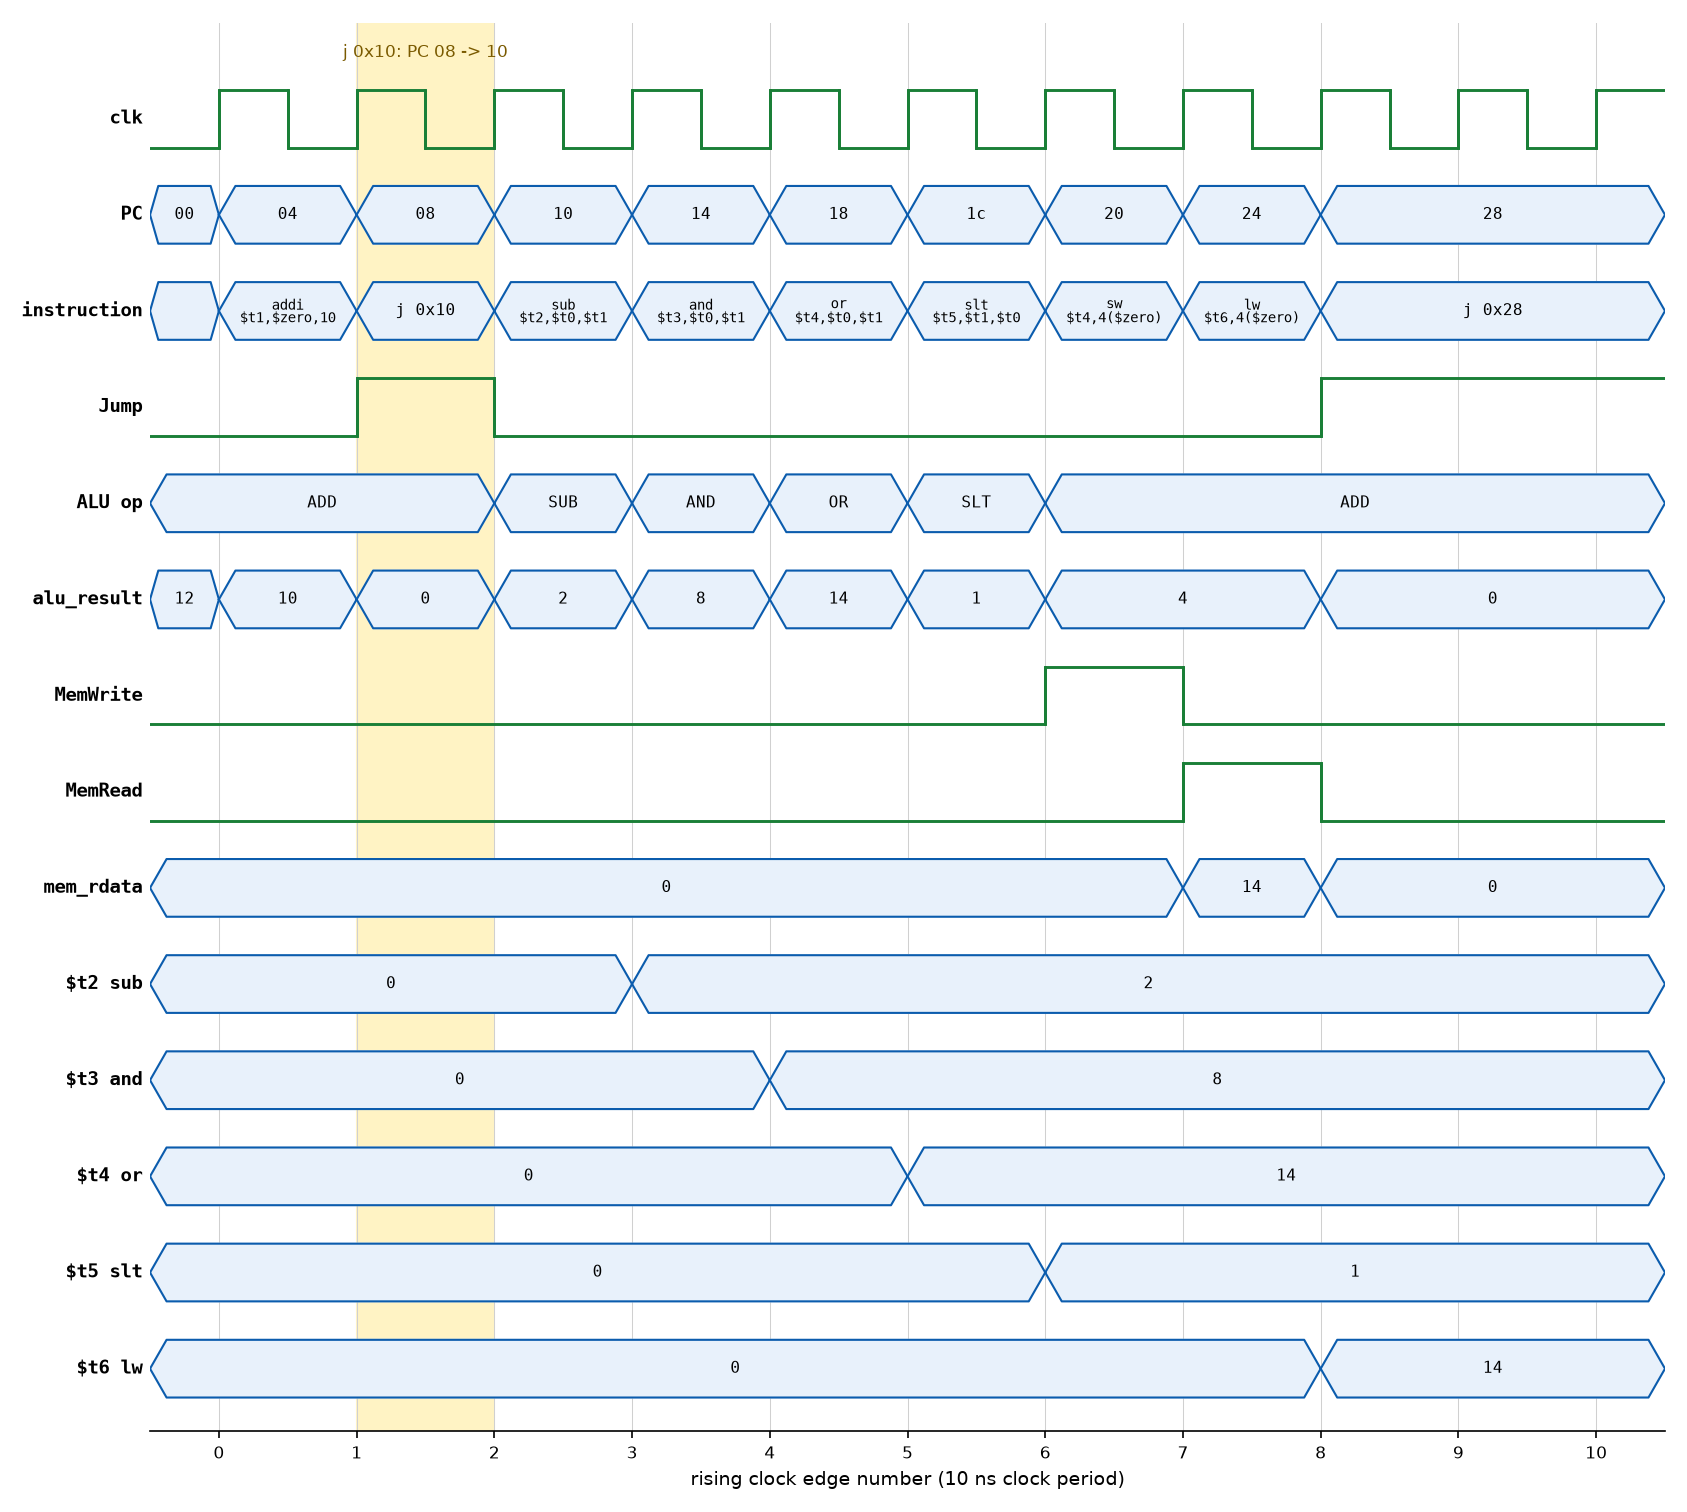 j 0x10: PC 08 -> 10
clk
PC 00 04 08 10 14 18 1c 20 24 28
instruction
addi
$t1,$zero,10
j 0x10
sub
$t2,$t0,$t1
and
$t3,$t0,$t1
or
$t4,$t0,$t1
slt
$t5,$t1,$t0
sw
$t4,4($zero)
lw
$t6,4($zero)
j 0x28
Jump
ALU op ADD SUB AND OR SLT ADD
alu_result 12 10 0 2 8 14 1 4 0
MemWrite
MemRead
mem_rdata 0 14 0
$t2 sub 0 2
$t3 and 0 8
$t4 or 0 14
$t5 slt 0 1
$t6 lw 0 14
0 1 2 3 4 5 6 7 8 9 10
rising clock edge number (10 ns clock period)